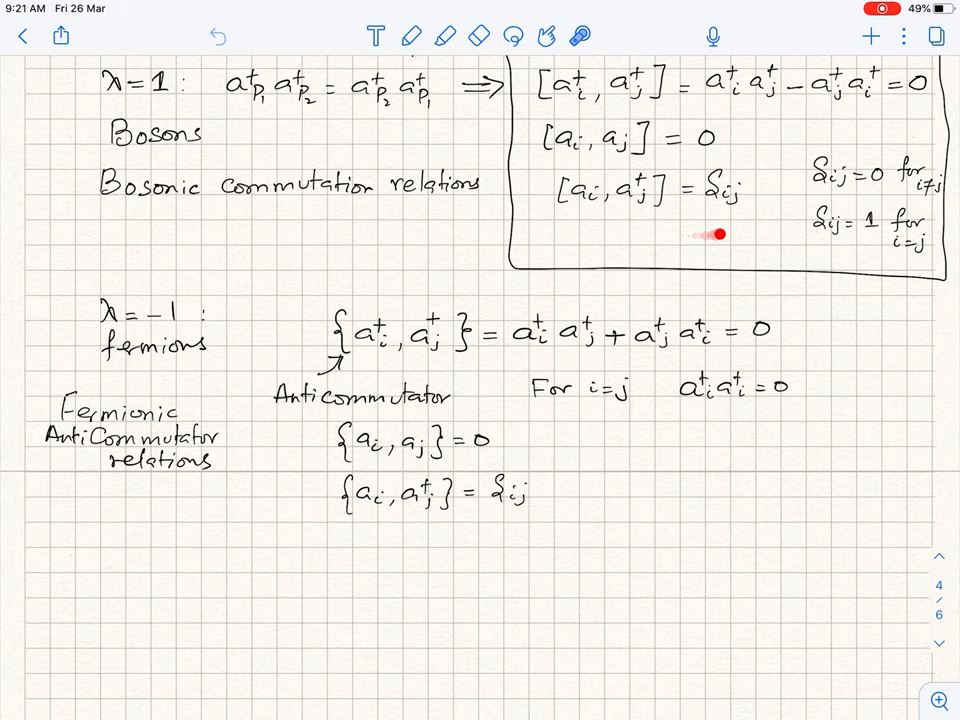 9:21 AM Fri 26 Mar
49%
T
λ = 1 : a†p₁ a†p₂ = a†p₂ a†p₁ ⟹ [a†i, a†j] = a†i a†j − a†j a†i = 0
Bosons
[ai, aj] = 0
Bosonic commutation relations
[ai, a†j] = δij
δij = 0 for i≠j
δij = 1 for i=j
λ = −1 :
fermions
{a†i, a†j} = a†i a†j + a†j a†i = 0
Anticommutator
For i=j a†i a†i = 0
Fermionic
AntiCommutator
relations
{ai, aj} = 0
{ai, a†j} = δij
4
/
6